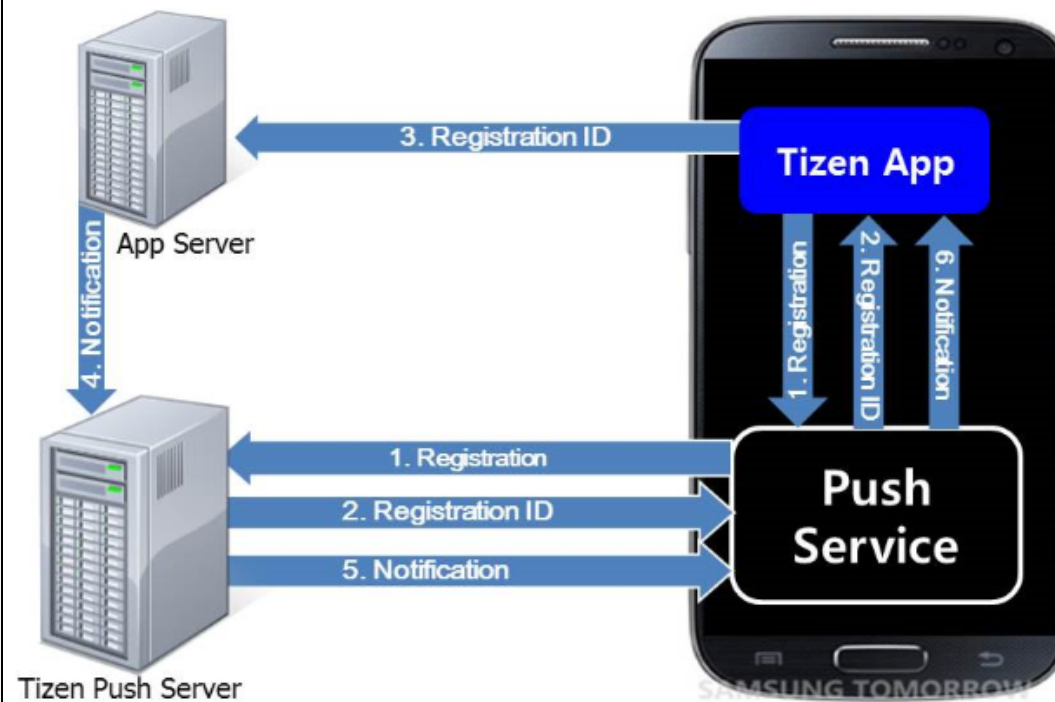 3. Registration ID
Tizen App
App Server
4. Notification
1. Registration
2. Registration ID
6. Notification
1. Registration
2. Registration ID
5. Notification
Push
Service
Tizen Push Server
SAMSUNG TOMORROW